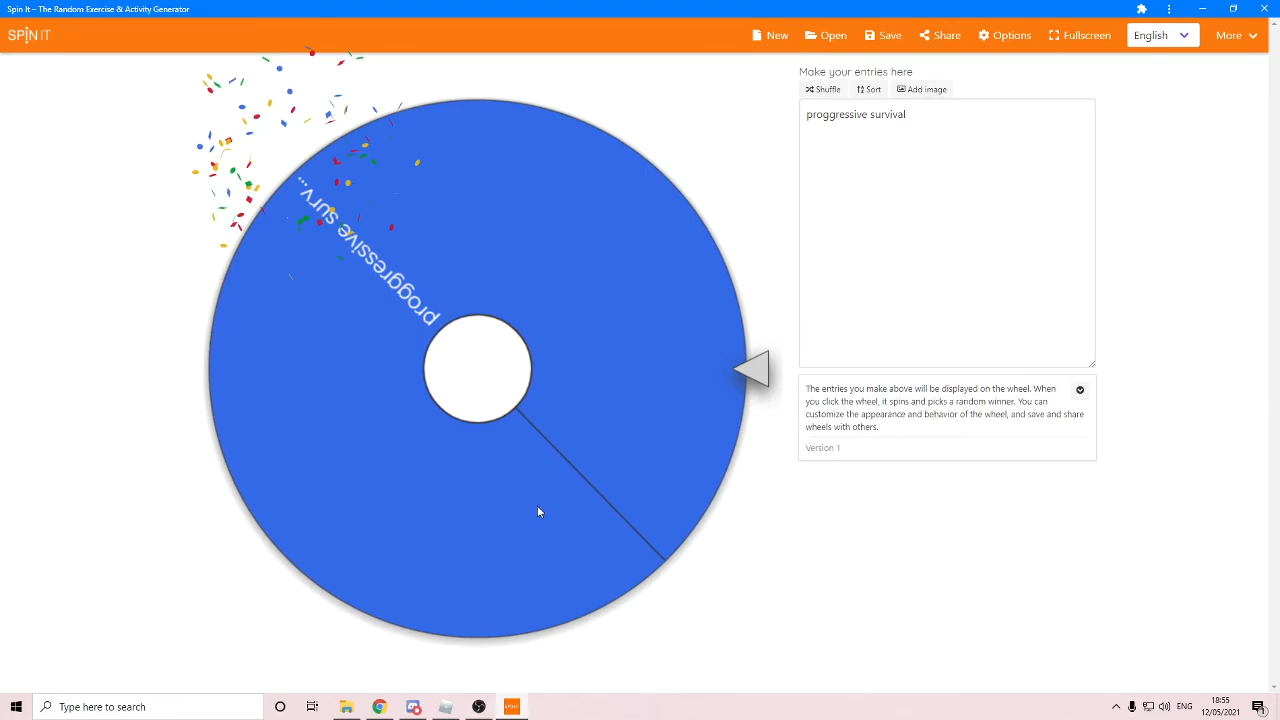 Spin It – The Random Exercise & Activity Generator
SPIN IT
New
Open
Save
Share
Options
Fullscreen
English
More
Make your entries here
Shuffle
Sort
Add image
proggressive survival
proggressive surv...
The entries you make above will be displayed on the wheel. When
you click the wheel, it spins and picks a random winner. You can
customize the appearance and behavior of the wheel, and save and share
wheels with others.
Version 1
Type here to search
SPIN IT
ENG
18:55
12/05/2021
1